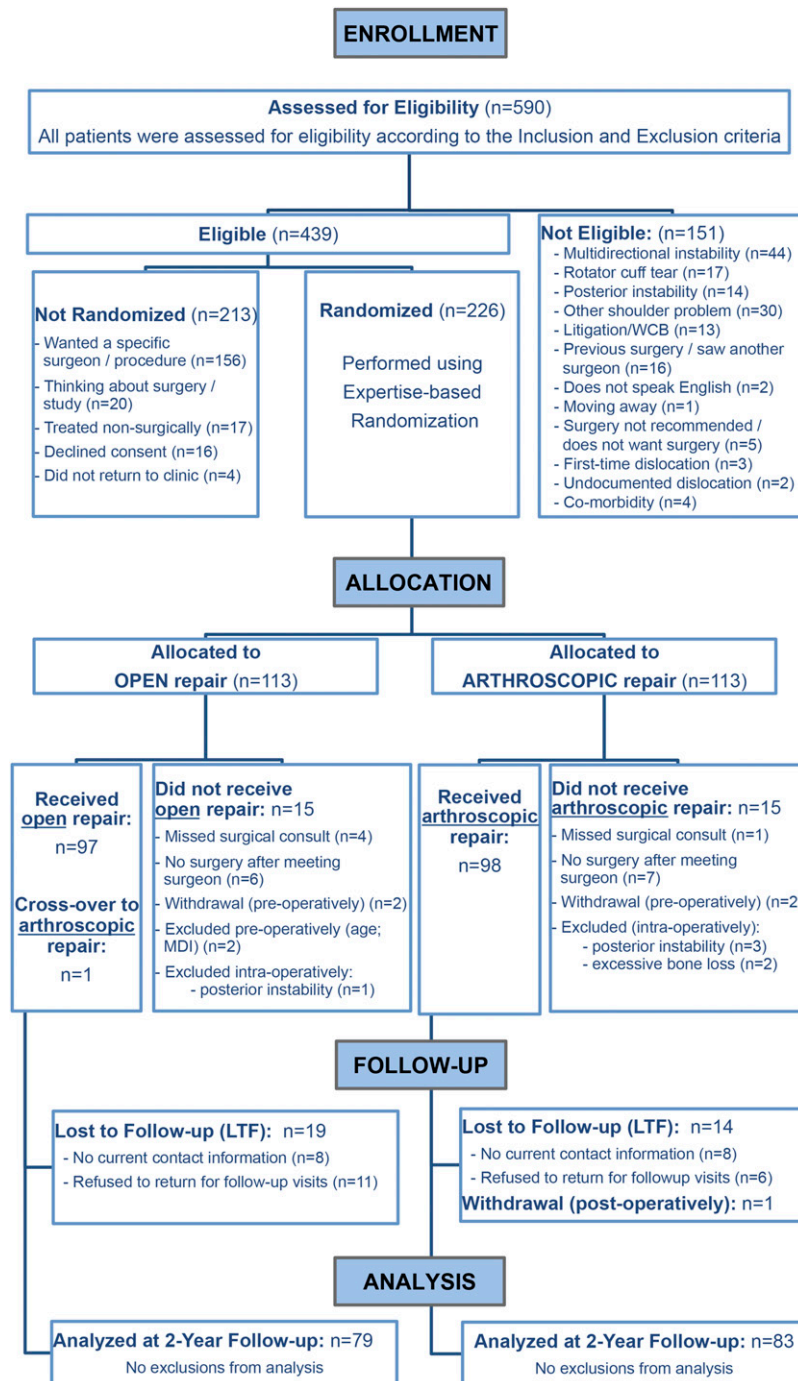 ENROLLMENT
Assessed for Eligibility (n=590)
All patients were assessed for eligibility according to the Inclusion and Exclusion criteria
Eligible (n=439)
Not Randomized (n=213)
- Wanted a specific
surgeon / procedure (n=156)
- Thinking about surgery /
study (n=20)
- Treated non-surgically (n=17)
- Declined consent (n=16)
- Did not return to clinic (n=4)
Randomized (n=226)
Performed using
Expertise-based
Randomization
Not Eligible: (n=151)
- Multidirectional instability (n=44)
- Rotator cuff tear (n=17)
- Posterior instability (n=14)
- Other shoulder problem (n=30)
- Litigation/WCB (n=13)
- Previous surgery / saw another
surgeon (n=16)
- Does not speak English (n=2)
- Moving away (n=1)
- Surgery not recommended /
does not want surgery (n=5)
- First-time dislocation (n=3)
- Undocumented dislocation (n=2)
- Co-morbidity (n=4)
ALLOCATION
Allocated to
OPEN repair (n=113)
Allocated to
ARTHROSCOPIC repair (n=113)
Received
open repair:
n=97
Cross-over to
arthroscopic
repair:
n=1
Did not receive
open repair: n=15
- Missed surgical consult (n=4)
- No surgery after meeting
surgeon (n=6)
- Withdrawal (pre-operatively) (n=2)
- Excluded pre-operatively (age;
MDI) (n=2)
- Excluded intra-operatively:
- posterior instability (n=1)
Received
arthroscopic
repair:
n=98
Did not receive
arthroscopic repair: n=15
- Missed surgical consult (n=1)
- No surgery after meeting
surgeon (n=7)
- Withdrawal (pre-operatively) (n=2
- Excluded (intra-operatively):
- posterior instability (n=3)
- excessive bone loss (n=2)
FOLLOW-UP
Lost to Follow-up (LTF): n=19
- No current contact information (n=8)
- Refused to return for follow-up visits (n=11)
Lost to Follow-up (LTF): n=14
- No current contact information (n=8)
- Refused to return for followup visits (n=6)
Withdrawal (post-operatively): n=1
ANALYSIS
Analyzed at 2-Year Follow-up: n=79
No exclusions from analysis
Analyzed at 2-Year Follow-up: n=83
No exclusions from analysis